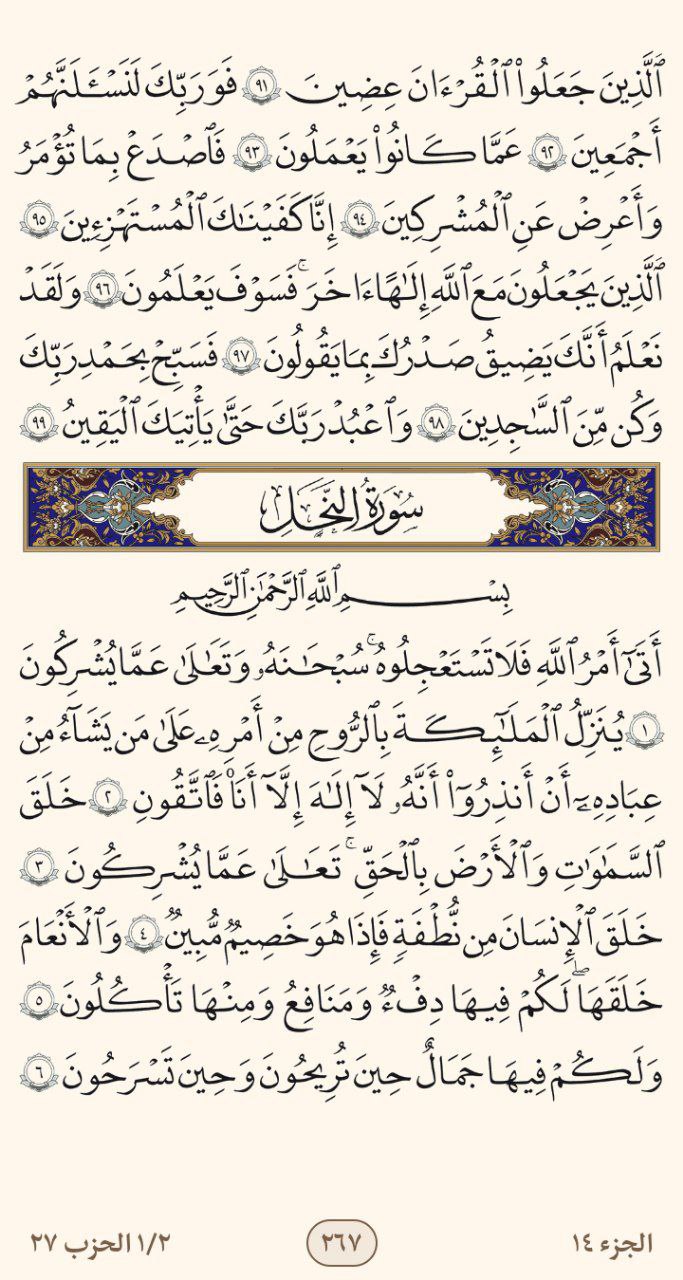 ٱلَّذِينَ جَعَلُوا۟ ٱلْقُرْءَانَ عِضِينَ ٩١ فَوَرَبِّكَ لَنَسْـَٔلَنَّهُمْ
أَجْمَعِينَ ٩٢ عَمَّا كَانُوا۟ يَعْمَلُونَ ٩٣ فَٱصْدَعْ بِمَا تُؤْمَرُ
وَأَعْرِضْ عَنِ ٱلْمُشْرِكِينَ ٩٤ إِنَّا كَفَيْنَـٰكَ ٱلْمُسْتَهْزِءِينَ ٩٥
ٱلَّذِينَ يَجْعَلُونَ مَعَ ٱللَّهِ إِلَـٰهًا ءَاخَرَ ۚ فَسَوْفَ يَعْلَمُونَ ٩٦ وَلَقَدْ
نَعْلَمُ أَنَّكَ يَضِيقُ صَدْرُكَ بِمَا يَقُولُونَ ٩٧ فَسَبِّحْ بِحَمْدِ رَبِّكَ
وَكُن مِّنَ ٱلسَّـٰجِدِينَ ٩٨ وَٱعْبُدْ رَبَّكَ حَتَّىٰ يَأْتِيَكَ ٱلْيَقِينُ ٩٩
سُورَةُ النَّحْلِ
بِسْمِ ٱللَّهِ ٱلرَّحْمَـٰنِ ٱلرَّحِيمِ
أَتَىٰٓ أَمْرُ ٱللَّهِ فَلَا تَسْتَعْجِلُوهُ ۚ سُبْحَـٰنَهُۥ وَتَعَـٰلَىٰ عَمَّا يُشْرِكُونَ
١ يُنَزِّلُ ٱلْمَلَـٰٓئِكَةَ بِٱلرُّوحِ مِنْ أَمْرِهِۦ عَلَىٰ مَن يَشَآءُ مِنْ
عِبَادِهِۦٓ أَنْ أَنذِرُوٓا۟ أَنَّهُۥ لَآ إِلَـٰهَ إِلَّآ أَنَا۠ فَٱتَّقُونِ ٢ خَلَقَ
ٱلسَّمَـٰوَٰتِ وَٱلْأَرْضَ بِٱلْحَقِّ ۚ تَعَـٰلَىٰ عَمَّا يُشْرِكُونَ ٣
خَلَقَ ٱلْإِنسَـٰنَ مِن نُّطْفَةٍ فَإِذَا هُوَ خَصِيمٌ مُّبِينٌ ٤ وَٱلْأَنْعَـٰمَ
خَلَقَهَا ۖ لَكُمْ فِيهَا دِفْءٌ وَمَنَـٰفِعُ وَمِنْهَا تَأْكُلُونَ ٥
وَلَكُمْ فِيهَا جَمَالٌ حِينَ تُرِيحُونَ وَحِينَ تَسْرَحُونَ ٦
الجزء ١٤ ٢٦٧ ١/٢ الحزب ٢٧